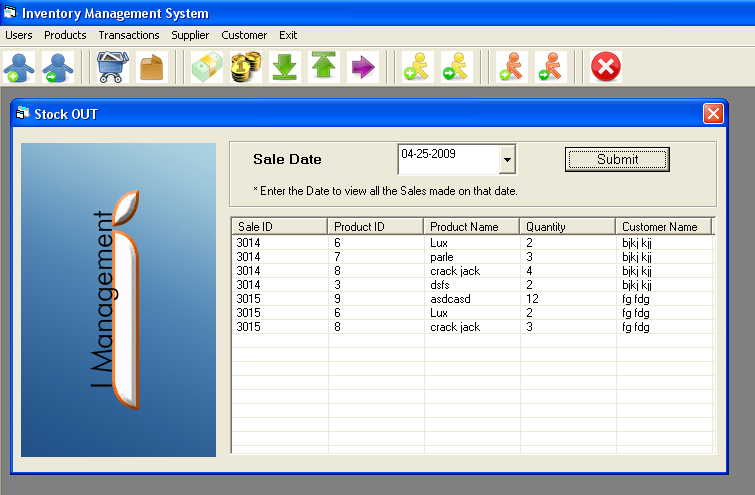 Inventory Management System
Users Products Transactions Supplier Customer Exit
Stock OUT
I Management
Sale Date 04-25-2009 Submit
* Enter the Date to view all the Sales made on that date.
Sale ID Product ID Product Name Quantity Customer Name
3014 6 Lux 2 bjkj kjj
3014 7 parle 3 bjkj kjj
3014 8 crack jack 4 bjkj kjj
3014 3 dsfs 2 bjkj kjj
3015 9 asdcasd 12 fg fdg
3015 6 Lux 2 fg fdg
3015 8 crack jack 3 fg fdg